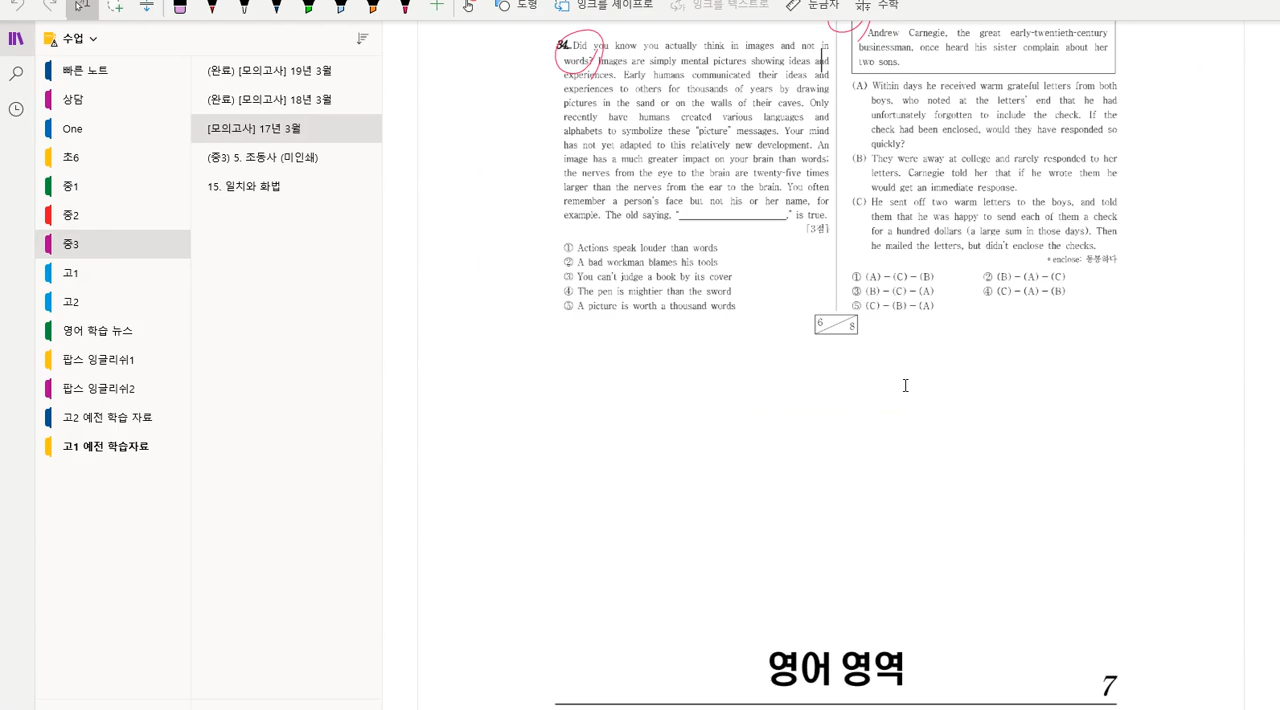 도형
잉크를 셰이프로
잉크를 텍스트로
눈금자
수학
수업
빠른 노트
상담
One
초6
중1
중2
중3
고1
고2
영어 학습 뉴스
팝스 잉글리쉬1
팝스 잉글리쉬2
고2 예전 학습 자료
고1 예전 학습자료
(완료) [모의고사] 19년 3월
(완료) [모의고사] 18년 3월
[모의고사] 17년 3월
(중3) 5. 조동사 (미인쇄)
15. 일치와 화법
34. Did you know you actually think in images and not in
words? Images are simply mental pictures showing ideas and
experiences. Early humans communicated their ideas and
experiences to others for thousands of years by drawing
pictures in the sand or on the walls of their caves. Only
recently have humans created various languages and
alphabets to symbolize these “picture” messages. Your mind
has not yet adapted to this relatively new development. An
image has a much greater impact on your brain than words;
the nerves from the eye to the brain are twenty-five times
larger than the nerves from the ear to the brain. You often
remember a person's face but not his or her name, for
example. The old saying, “____________________,” is true.
[3점]
① Actions speak louder than words
② A bad workman blames his tools
③ You can't judge a book by its cover
④ The pen is mightier than the sword
⑤ A picture is worth a thousand words
Andrew Carnegie, the great early-twentieth-century
businessman, once heard his sister complain about her
two sons.
(A) Within days he received warm grateful letters from both
boys, who noted at the letters' end that he had
unfortunately forgotten to include the check. If the
check had been enclosed, would they have responded so
quickly?
(B) They were away at college and rarely responded to her
letters. Carnegie told her that if he wrote them he
would get an immediate response.
(C) He sent off two warm letters to the boys, and told
them that he was happy to send each of them a check
for a hundred dollars (a large sum in those days). Then
he mailed the letters, but didn't enclose the checks.
* enclose: 동봉하다
① (A)－(C)－(B) ② (B)－(A)－(C)
③ (B)－(C)－(A) ④ (C)－(A)－(B)
⑤ (C)－(B)－(A)
6 8
영어 영역
7